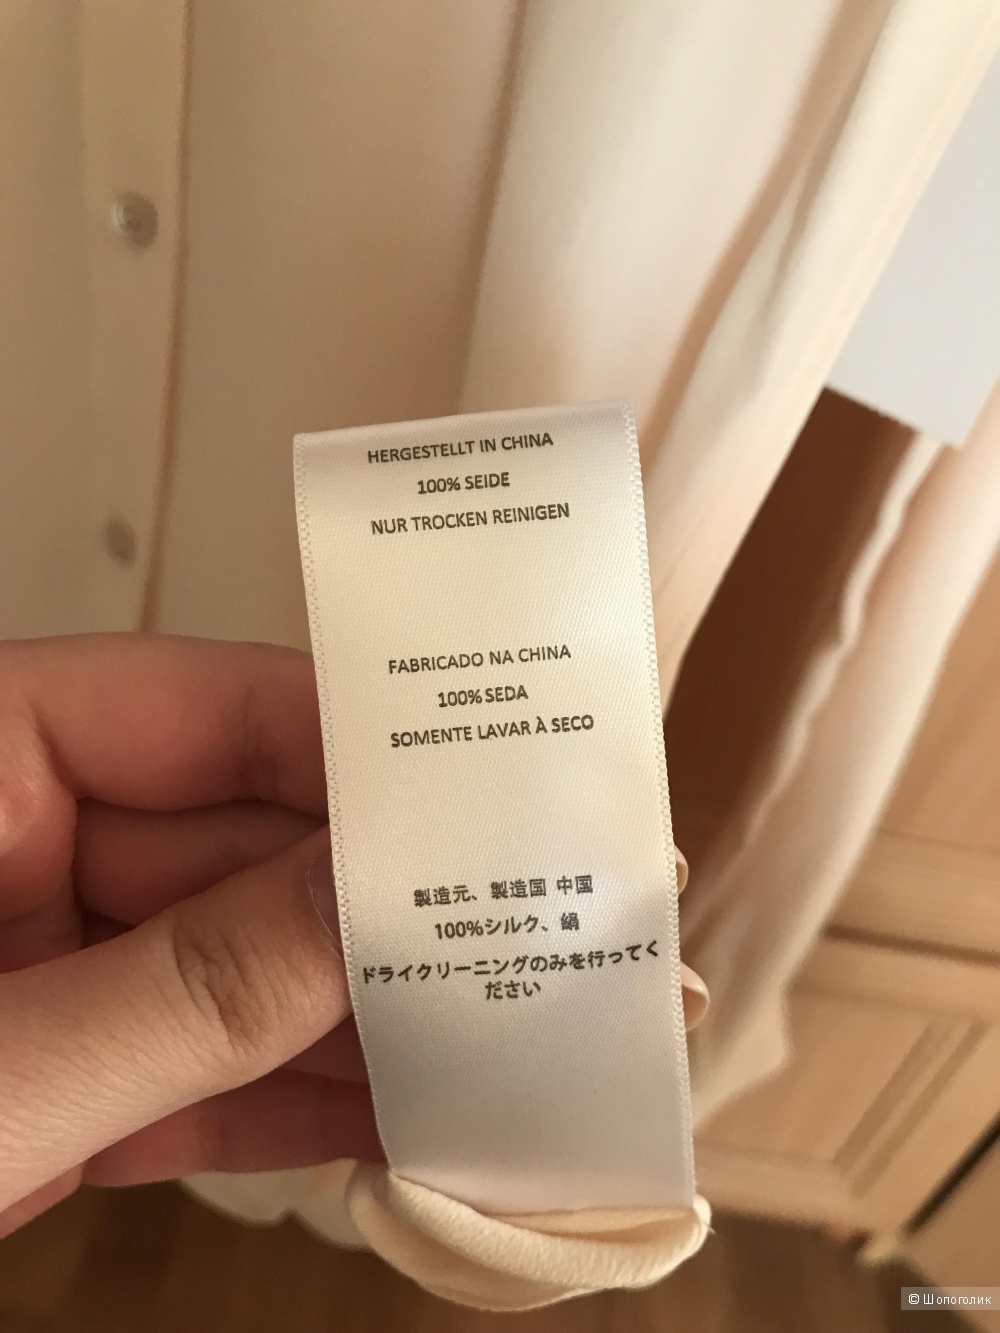 HERGESTELLT IN CHINA
100% SEIDE
NUR TROCKEN REINIGEN
FABRICADO NA CHINA
100% SEDA
SOMENTE LAVAR À SECO
製造元、製造国 中国
100%シルク、絹
ドライクリーニングのみを行ってく
ださい
© Шопоголик